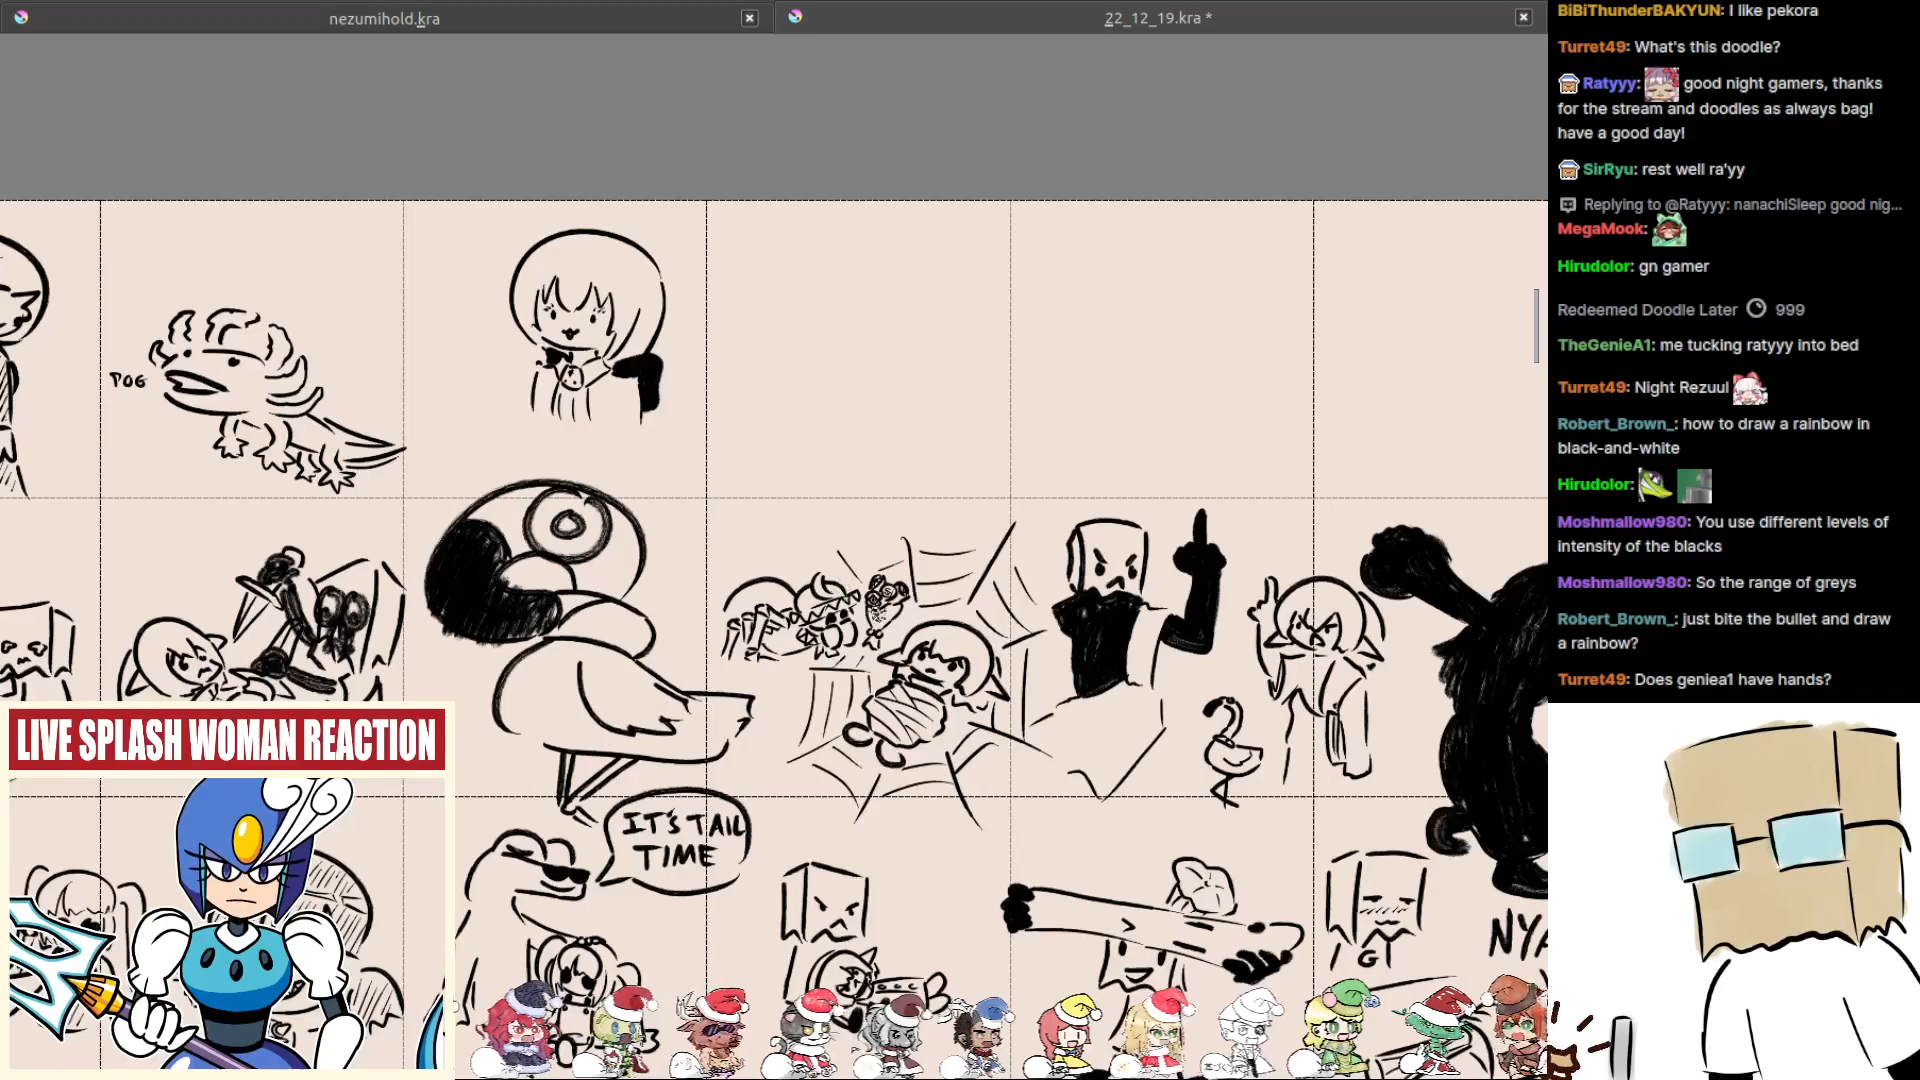 nezumihold.kra
22_12_19.kra *
BiBiThunderBAKYUN: I like pekora
Turret49: What's this doodle?
Ratyyy: good night gamers, thanks
for the stream and doodles as always bag!
have a good day!
SirRyu: rest well ra'yy
Replying to @Ratyyy: nanachiSleep good nig...
MegaMook:
Hirudolor: gn gamer
Redeemed Doodle Later 999
TheGenieA1: me tucking ratyyy into bed
Turret49: Night Rezuul
Robert_Brown_: how to draw a rainbow in
black-and-white
Hirudolor:
Moshmallow980: You use different levels of
intensity of the blacks
Moshmallow980: So the range of greys
Robert_Brown_: just bite the bullet and draw
a rainbow?
Turret49: Does geniea1 have hands?
POG
LIVE SPLASH WOMAN REACTION
IT'S TAIL
TIME
GI